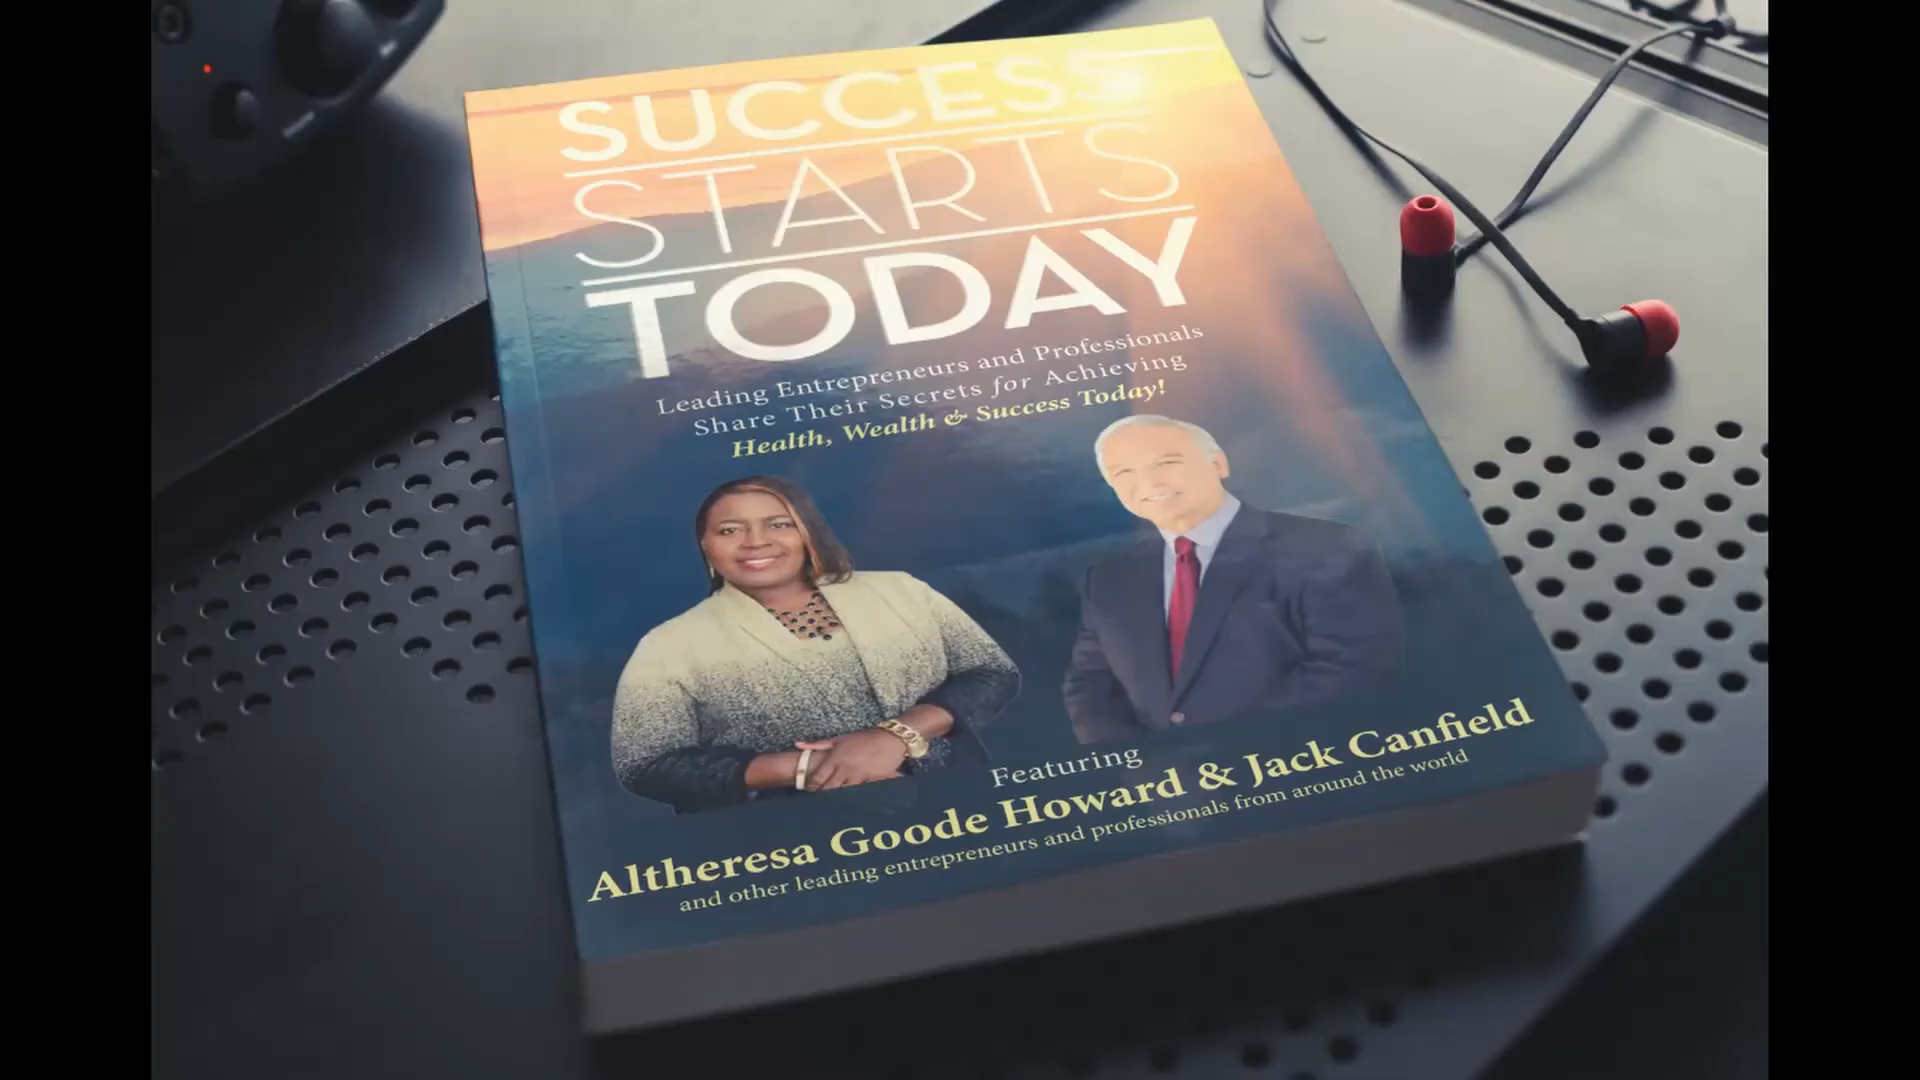 SUCCESS
STARTS
TODAY
Leading Entrepreneurs and Professionals
Share Their Secrets for Achieving
Health, Wealth & Success Today!
Featuring
Altheresa Goode Howard & Jack Canfield
and other leading entrepreneurs and professionals from around the world